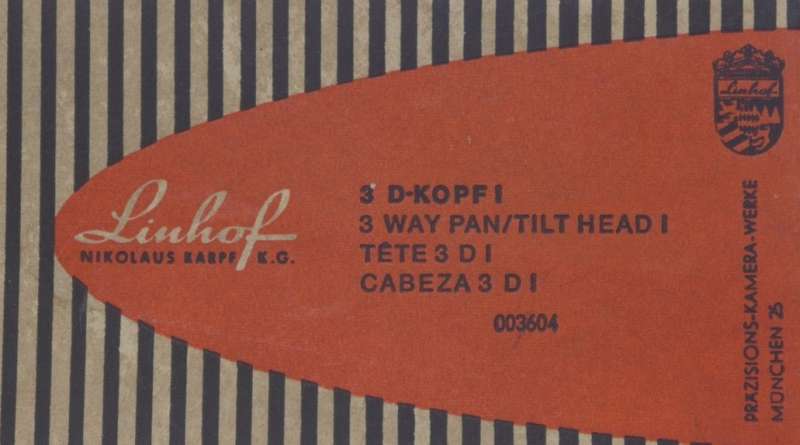 Linhof
NIKOLAUS KARPF K.G.
3 D-KOPF I
3 WAY PAN/TILT HEAD I
TÊTE 3 D I
CABEZA 3 D I
003604
Linhof
PRÄZISIONS-KAMERA-WERKE
MÜNCHEN 25